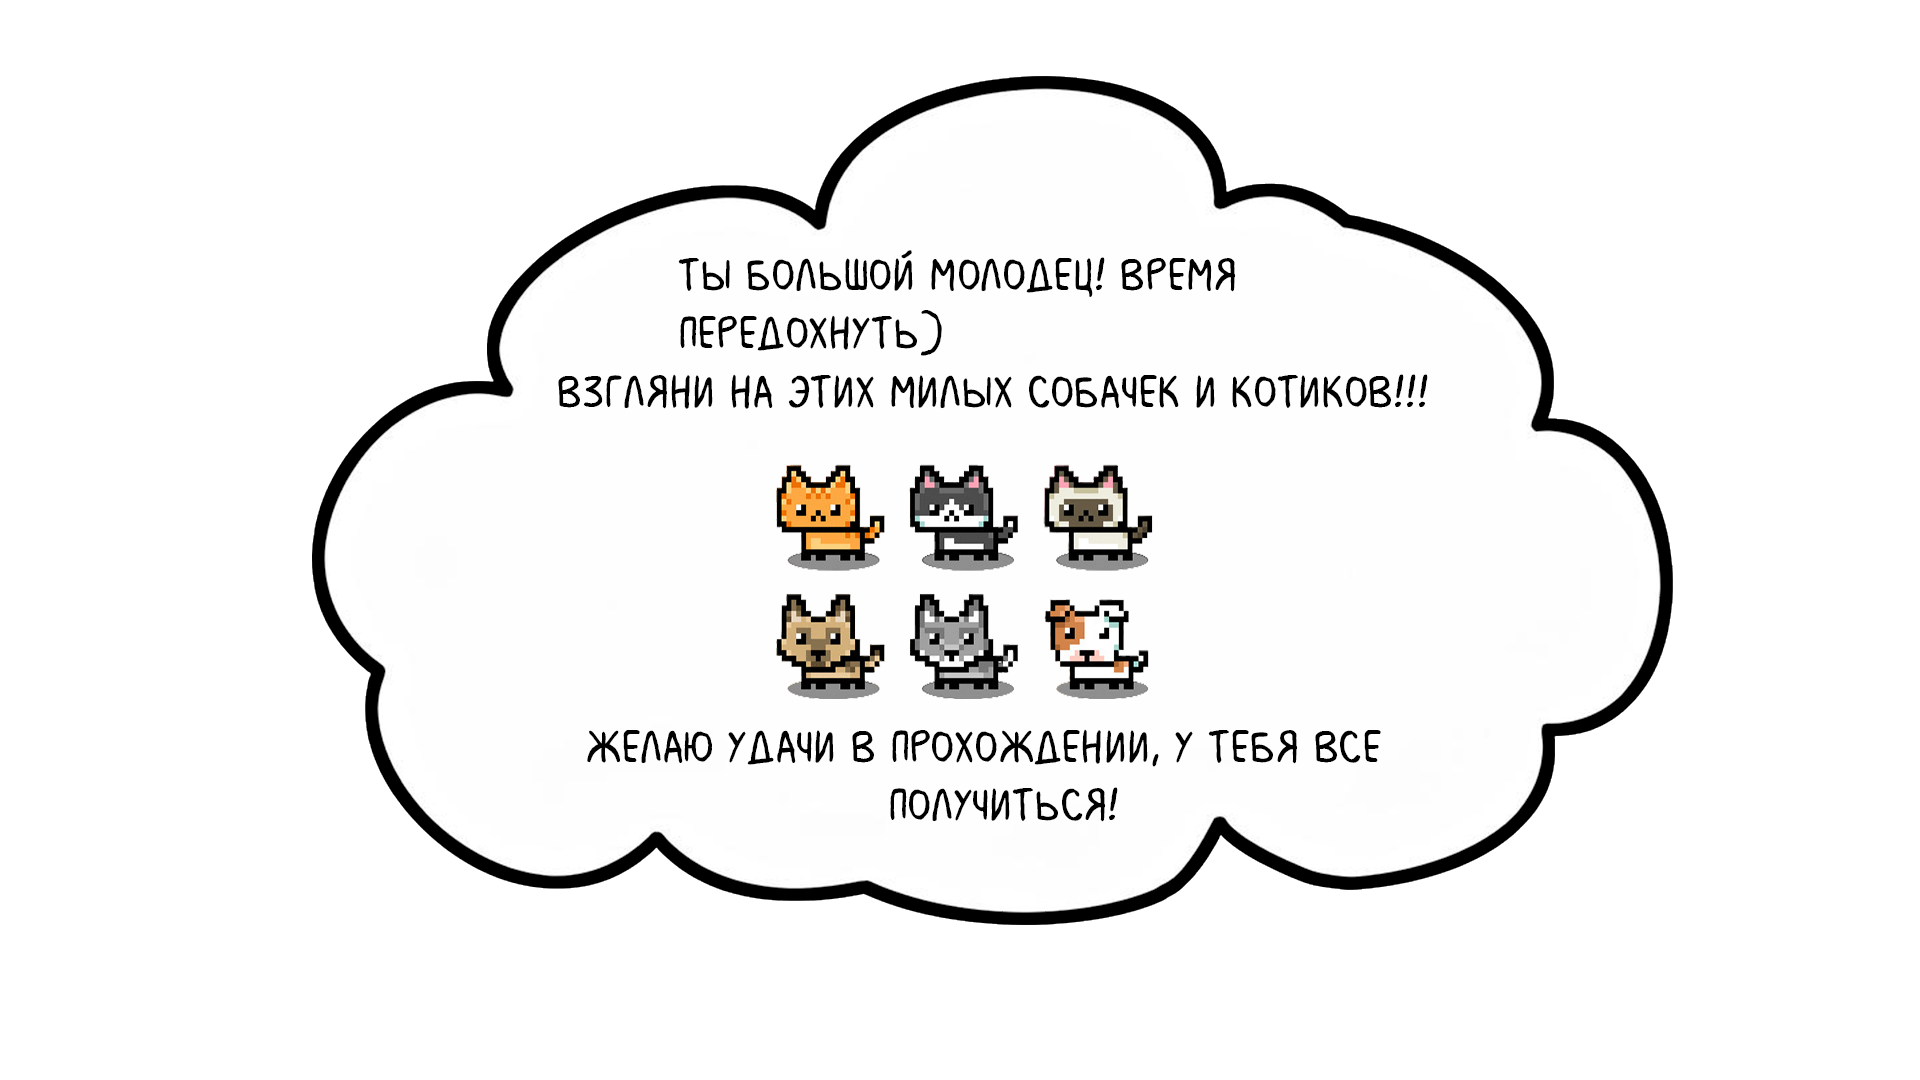 ТЫ БОЛЬШОЙ МОЛОДЕЦ! ВРЕМЯ
ПЕРЕДОХНУТЬ)
ВЗГЛЯНИ НА ЭТИХ МИЛЫХ СОБАЧЕК И КОТИКОВ!!!
ЖЕЛАЮ УДАЧИ В ПРОХОЖДЕНИИ, У ТЕБЯ ВСЕ
ПОЛУЧИТЬСЯ!